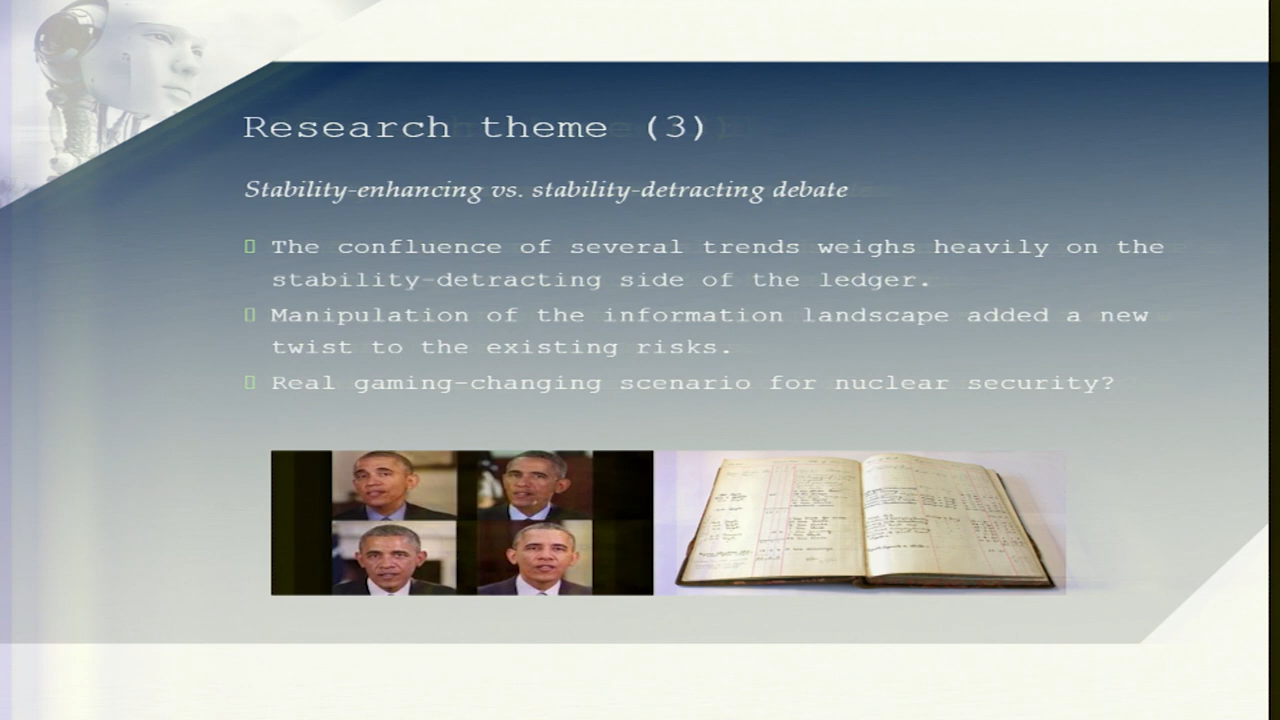 Research theme (3)
Stability-enhancing vs. stability-detracting debate
The confluence of several trends weighs heavily on the
stability-detracting side of the ledger.
Manipulation of the information landscape added a new
twist to the existing risks.
Real gaming-changing scenario for nuclear security?